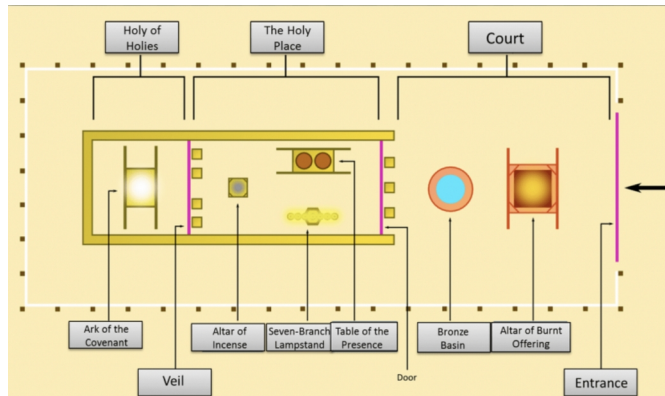 Holy of
Holies
The Holy
Place
Court
Ark of the
Covenant
Altar of
Incense
Seven-Branch
Lampstand
Table of the
Presence
Bronze
Basin
Altar of Burnt
Offering
Veil
Door
Entrance